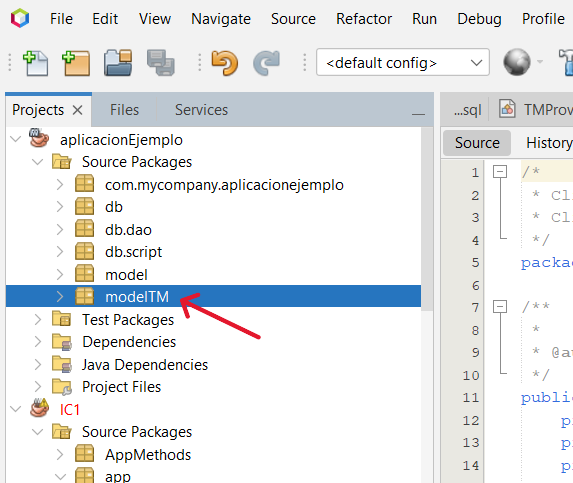 File Edit View Navigate Source Refactor Run Debug Profile
<default config>
Projects Files Services
...sql TMProv
Source History
aplicacionEjemplo
Source Packages
com.mycompany.aplicacionejemplo
db
db.dao
db.script
model
modelTM
Test Packages
Dependencies
Java Dependencies
Project Files
IC1
Source Packages
AppMethods
app
1 /*
2 * Cl
3 * Cl
4 */
5 packa
6
7 /**
8 *
9 * @a
10 */
11 public
12 p
13 p
14 p